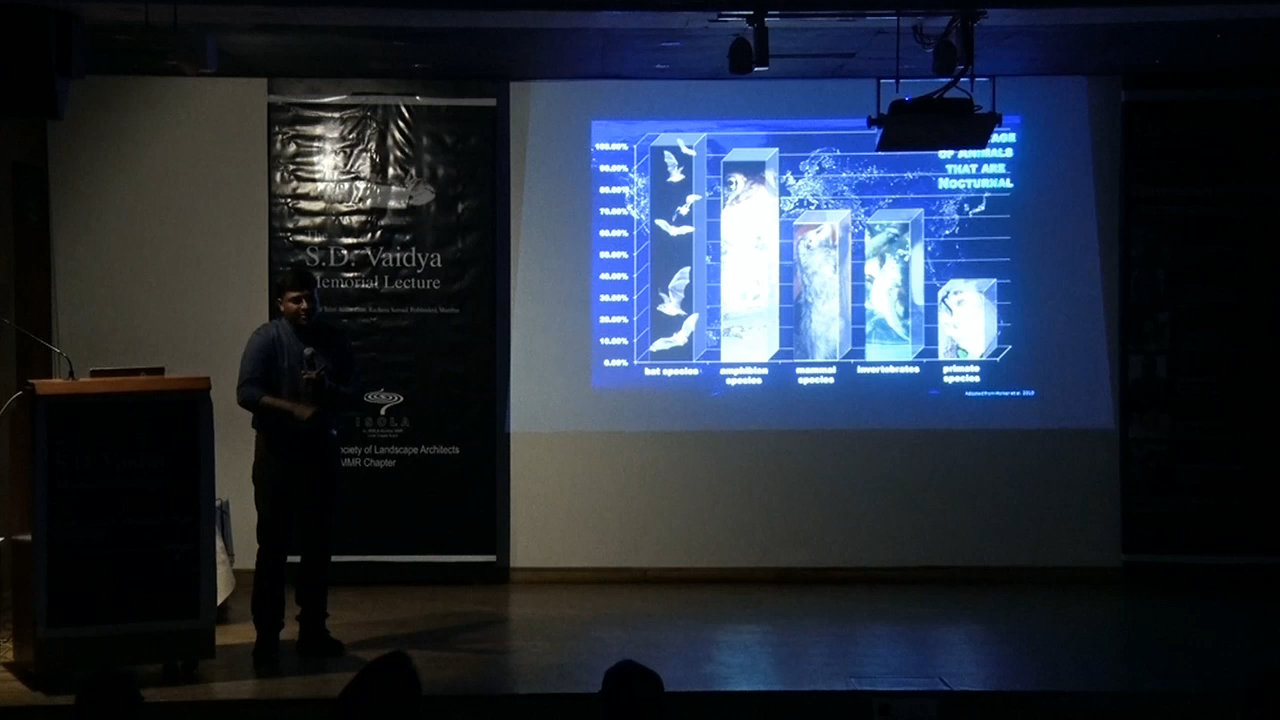 The
S.D. Vaidya
Memorial Lecture
ISOLA
Society of Landscape Architects
MMR Chapter
OF ANIMALS
THAT ARE
NOCTURNAL
100.00%
90.00%
80.00%
70.00%
60.00%
50.00%
40.00%
30.00%
20.00%
10.00%
0.00%
bat species
amphibian species
mammal species
invertebrates
primate species